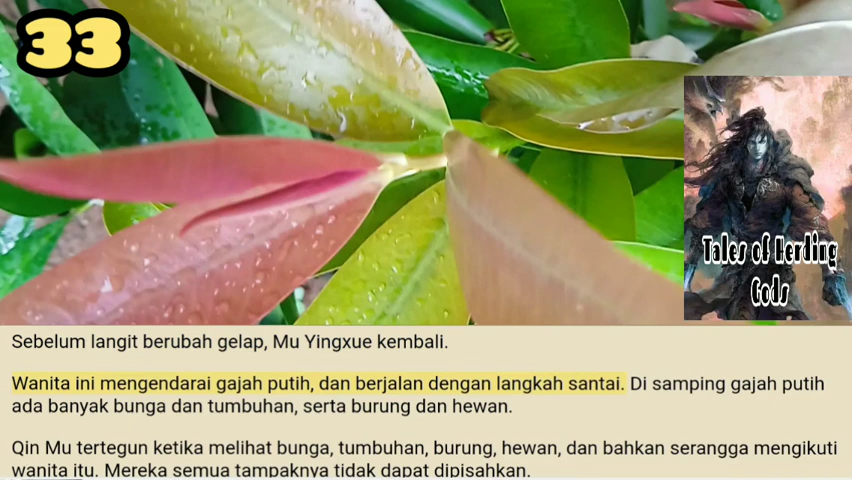 33
Tales of Herding
Gods
Sebelum langit berubah gelap, Mu Yingxue kembali.
Wanita ini mengendarai gajah putih, dan berjalan dengan langkah santai. Di samping gajah putih
ada banyak bunga dan tumbuhan, serta burung dan hewan.
Qin Mu tertegun ketika melihat bunga, tumbuhan, burung, hewan, dan bahkan serangga mengikuti
wanita itu. Mereka semua tampaknya tidak dapat dipisahkan.